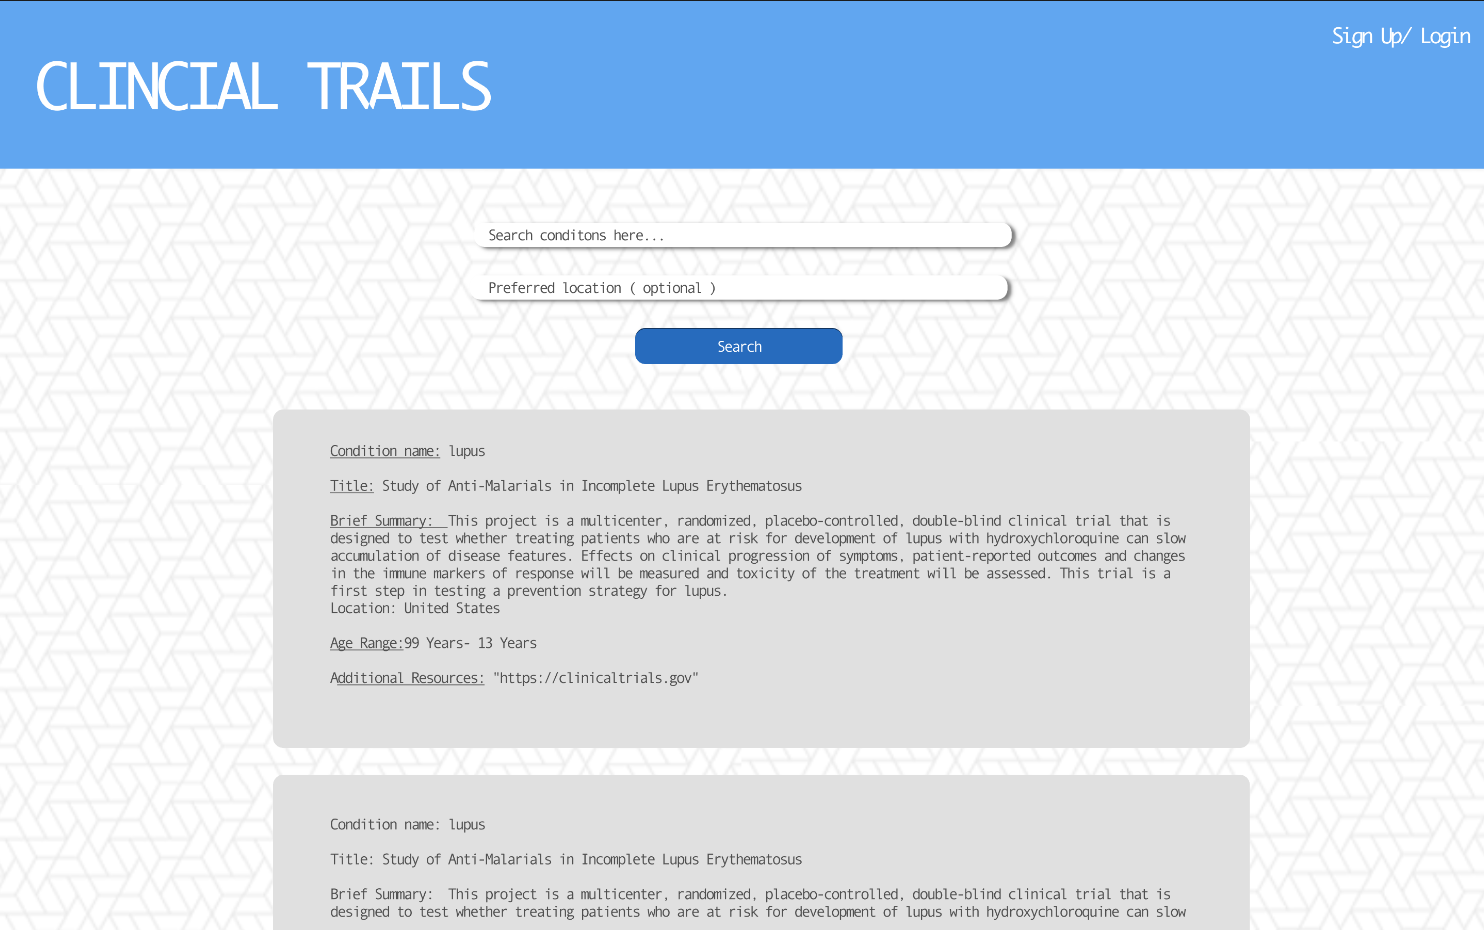 Sign Up/ Login
CLINCIAL TRAILS
Search conditons here...
Preferred location ( optional )
Search
Condition name: lupus
Title: Study of Anti-Malarials in Incomplete Lupus Erythematosus
Brief Summary:  This project is a multicenter, randomized, placebo-controlled, double-blind clinical trial that is
designed to test whether treating patients who are at risk for development of lupus with hydroxychloroquine can slow
accumulation of disease features. Effects on clinical progression of symptoms, patient-reported outcomes and changes
in the immune markers of response will be measured and toxicity of the treatment will be assessed. This trial is a
first step in testing a prevention strategy for lupus.
Location: United States
Age Range:99 Years- 13 Years
Additional Resources: "https://clinicaltrials.gov"
Condition name: lupus
Title: Study of Anti-Malarials in Incomplete Lupus Erythematosus
Brief Summary:  This project is a multicenter, randomized, placebo-controlled, double-blind clinical trial that is
designed to test whether treating patients who are at risk for development of lupus with hydroxychloroquine can slow